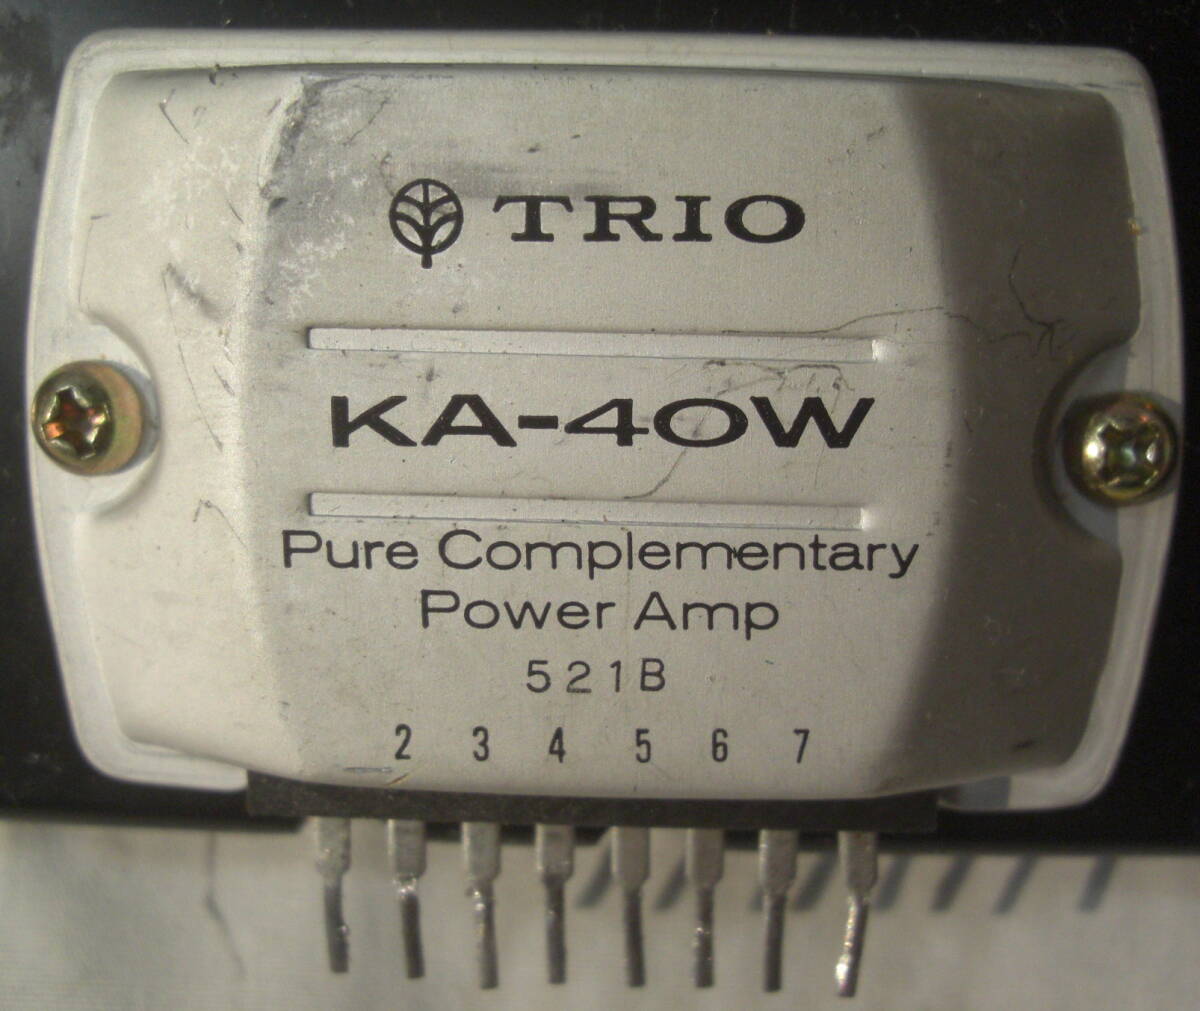 TRIO
KA-40W
Pure Complementary
Power Amp
521B
2 3 4 5 6 7